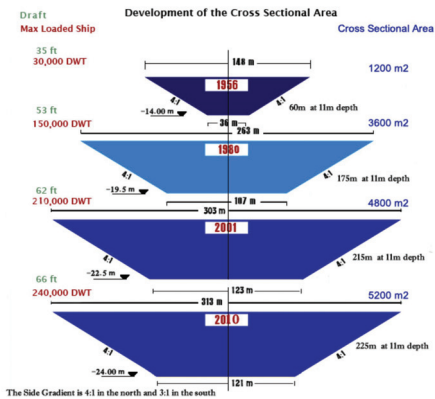 Draft
Max Loaded Ship
Development of the Cross Sectional Area
Cross Sectional Area
35 ft
30,000 DWT
148 m
1200 m2
1956
4:1
4:1
60m at 11m depth
-14.00 m
36 m
53 ft
150,000 DWT
263 m
3600 m2
1980
4:1
4:1
175m at 11m depth
-19.5 m
107 m
62 ft
210,000 DWT
303 m
4800 m2
2001
4:1
4:1
215m at 11m depth
-22.5 m
123 m
66 ft
240,000 DWT
313 m
5200 m2
2010
4:1
4:1
225m at 11m depth
-24.00 m
121 m
The Side Gradient is 4:1 in the north and 3:1 in the south